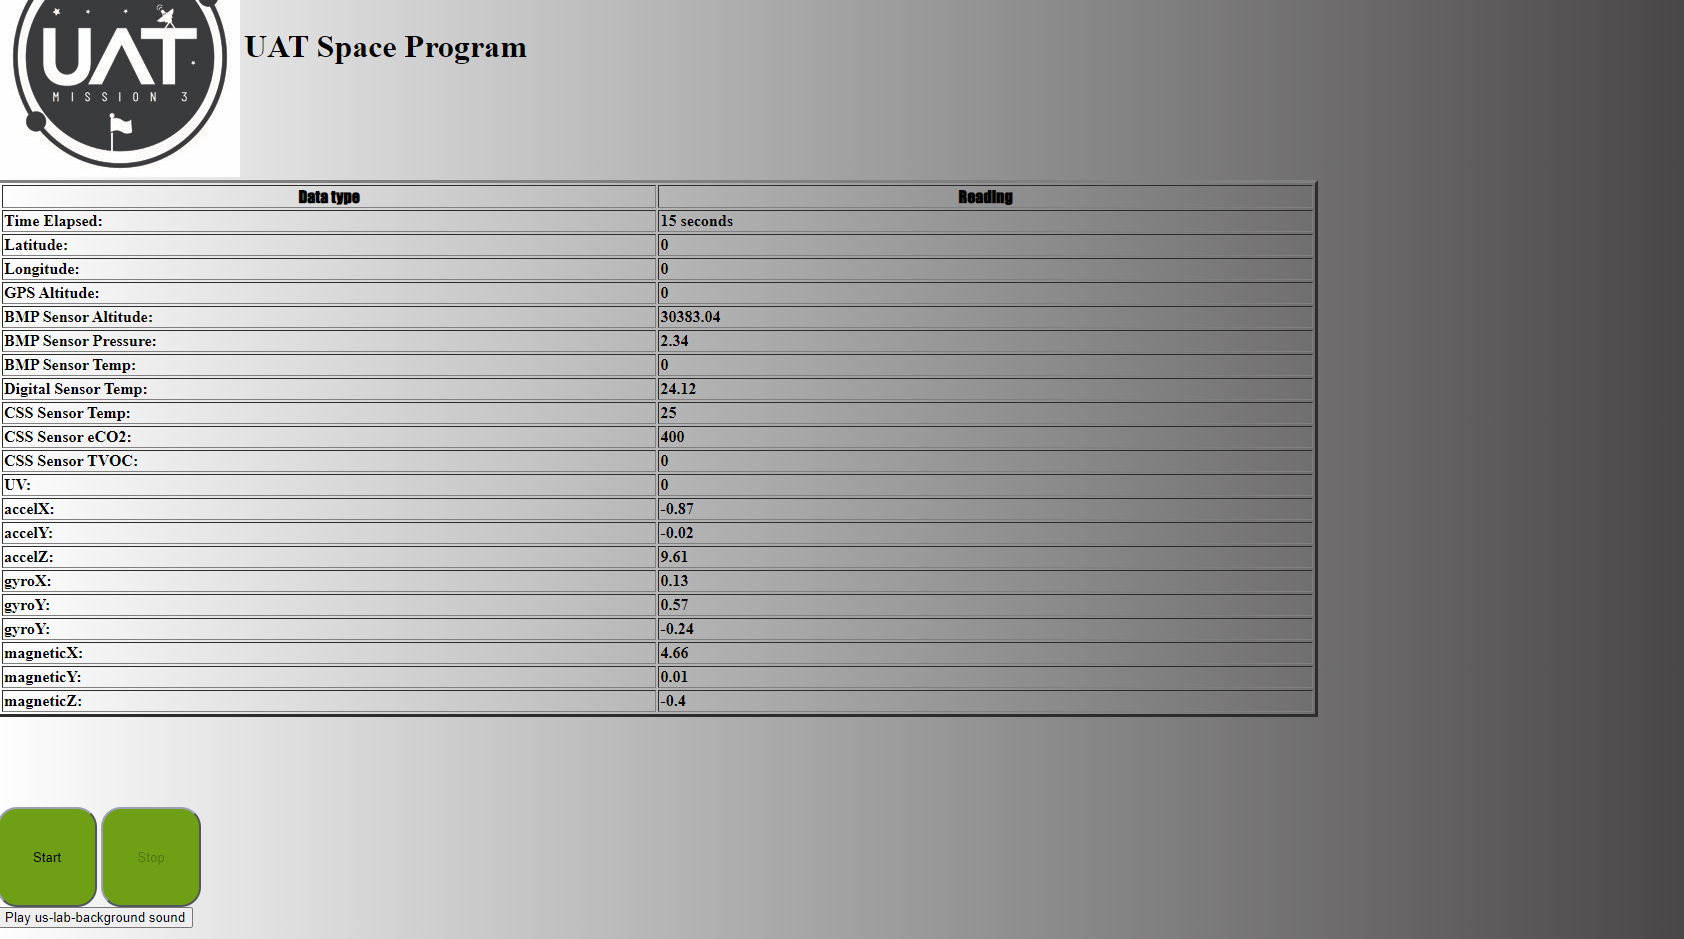 UAT
MISSION 3
UAT Space Program
Data type Reading
Time Elapsed: 15 seconds
Latitude: 0
Longitude: 0
GPS Altitude: 0
BMP Sensor Altitude: 30383.04
BMP Sensor Pressure: 2.34
BMP Sensor Temp: 0
Digital Sensor Temp: 24.12
CSS Sensor Temp: 25
CSS Sensor eCO2: 400
CSS Sensor TVOC: 0
UV: 0
accelX: -0.87
accelY: -0.02
accelZ: 9.61
gyroX: 0.13
gyroY: 0.57
gyroY: -0.24
magneticX: 4.66
magneticY: 0.01
magneticZ: -0.4
Start Stop
Play us-lab-background sound